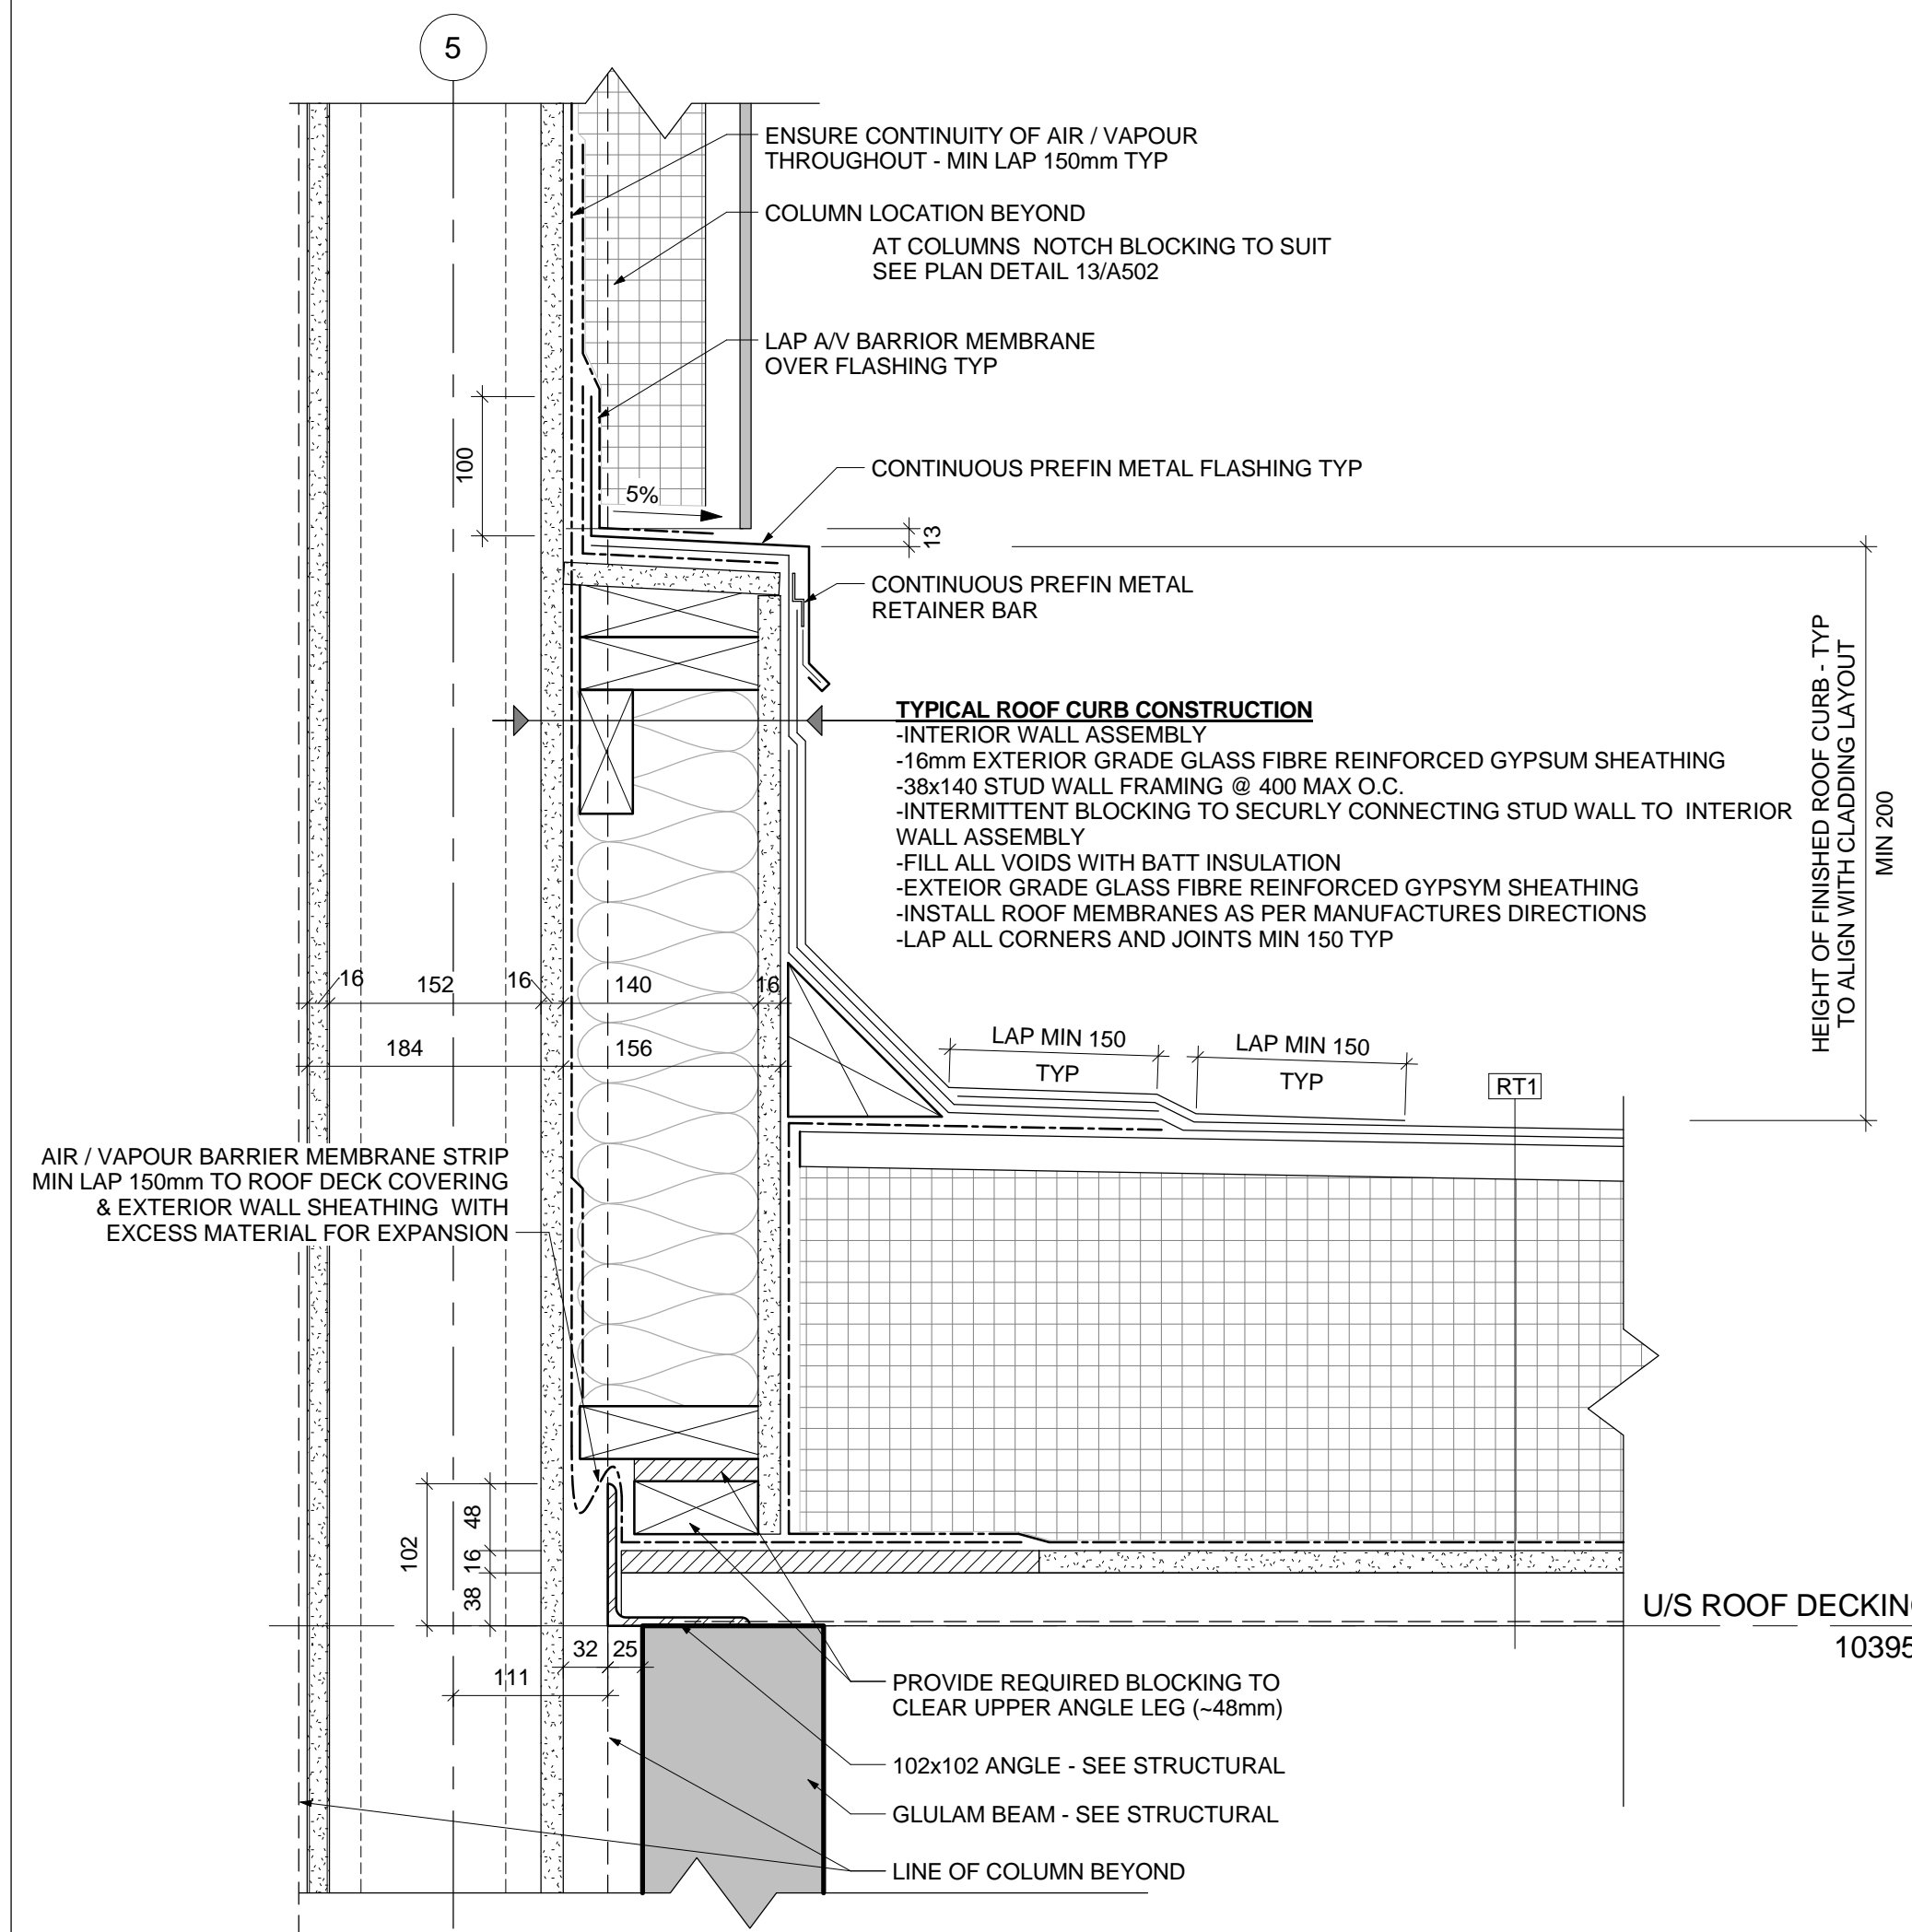 5
ENSURE CONTINUITY OF AIR / VAPOUR
THROUGHOUT - MIN LAP 150mm TYP
COLUMN LOCATION BEYOND
AT COLUMNS  NOTCH BLOCKING TO SUIT
SEE PLAN DETAIL 13/A502
LAP A/V BARRIOR MEMBRANE
OVER FLASHING TYP
100
CONTINUOUS PREFIN METAL FLASHING TYP
5%
13
CONTINUOUS PREFIN METAL
RETAINER BAR
HEIGHT OF FINISHED ROOF CURB - TYP
TO ALIGN WITH CLADDING LAYOUT
MIN 200
TYPICAL ROOF CURB CONSTRUCTION
-INTERIOR WALL ASSEMBLY
-16mm EXTERIOR GRADE GLASS FIBRE REINFORCED GYPSUM SHEATHING
-38x140 STUD WALL FRAMING @ 400 MAX O.C.
-INTERMITTENT BLOCKING TO SECURLY CONNECTING STUD WALL TO  INTERIOR
WALL ASSEMBLY
-FILL ALL VOIDS WITH BATT INSULATION
-EXTEIOR GRADE GLASS FIBRE REINFORCED GYPSYM SHEATHING
-INSTALL ROOF MEMBRANES AS PER MANUFACTURES DIRECTIONS
-LAP ALL CORNERS AND JOINTS MIN 150 TYP
16 152 16 140 16
184 156
LAP MIN 150
TYP
LAP MIN 150
TYP
RT1
AIR / VAPOUR BARRIER MEMBRANE STRIP
MIN LAP 150mm TO ROOF DECK COVERING
& EXTERIOR WALL SHEATHING  WITH
EXCESS MATERIAL FOR EXPANSION
102
48
16
38
U/S ROOF DECKING
10395
32 25
111
PROVIDE REQUIRED BLOCKING TO
CLEAR UPPER ANGLE LEG (~48mm)
102x102 ANGLE - SEE STRUCTURAL
GLULAM BEAM - SEE STRUCTURAL
LINE OF COLUMN BEYOND